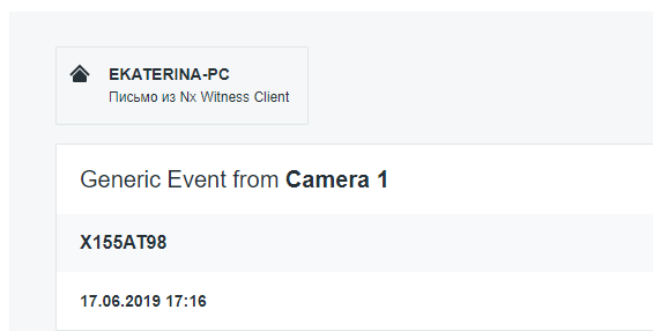 EKATERINA-PC
Письмо из Nx Witness Client
Generic Event from Camera 1
X155AT98
17.06.2019 17:16